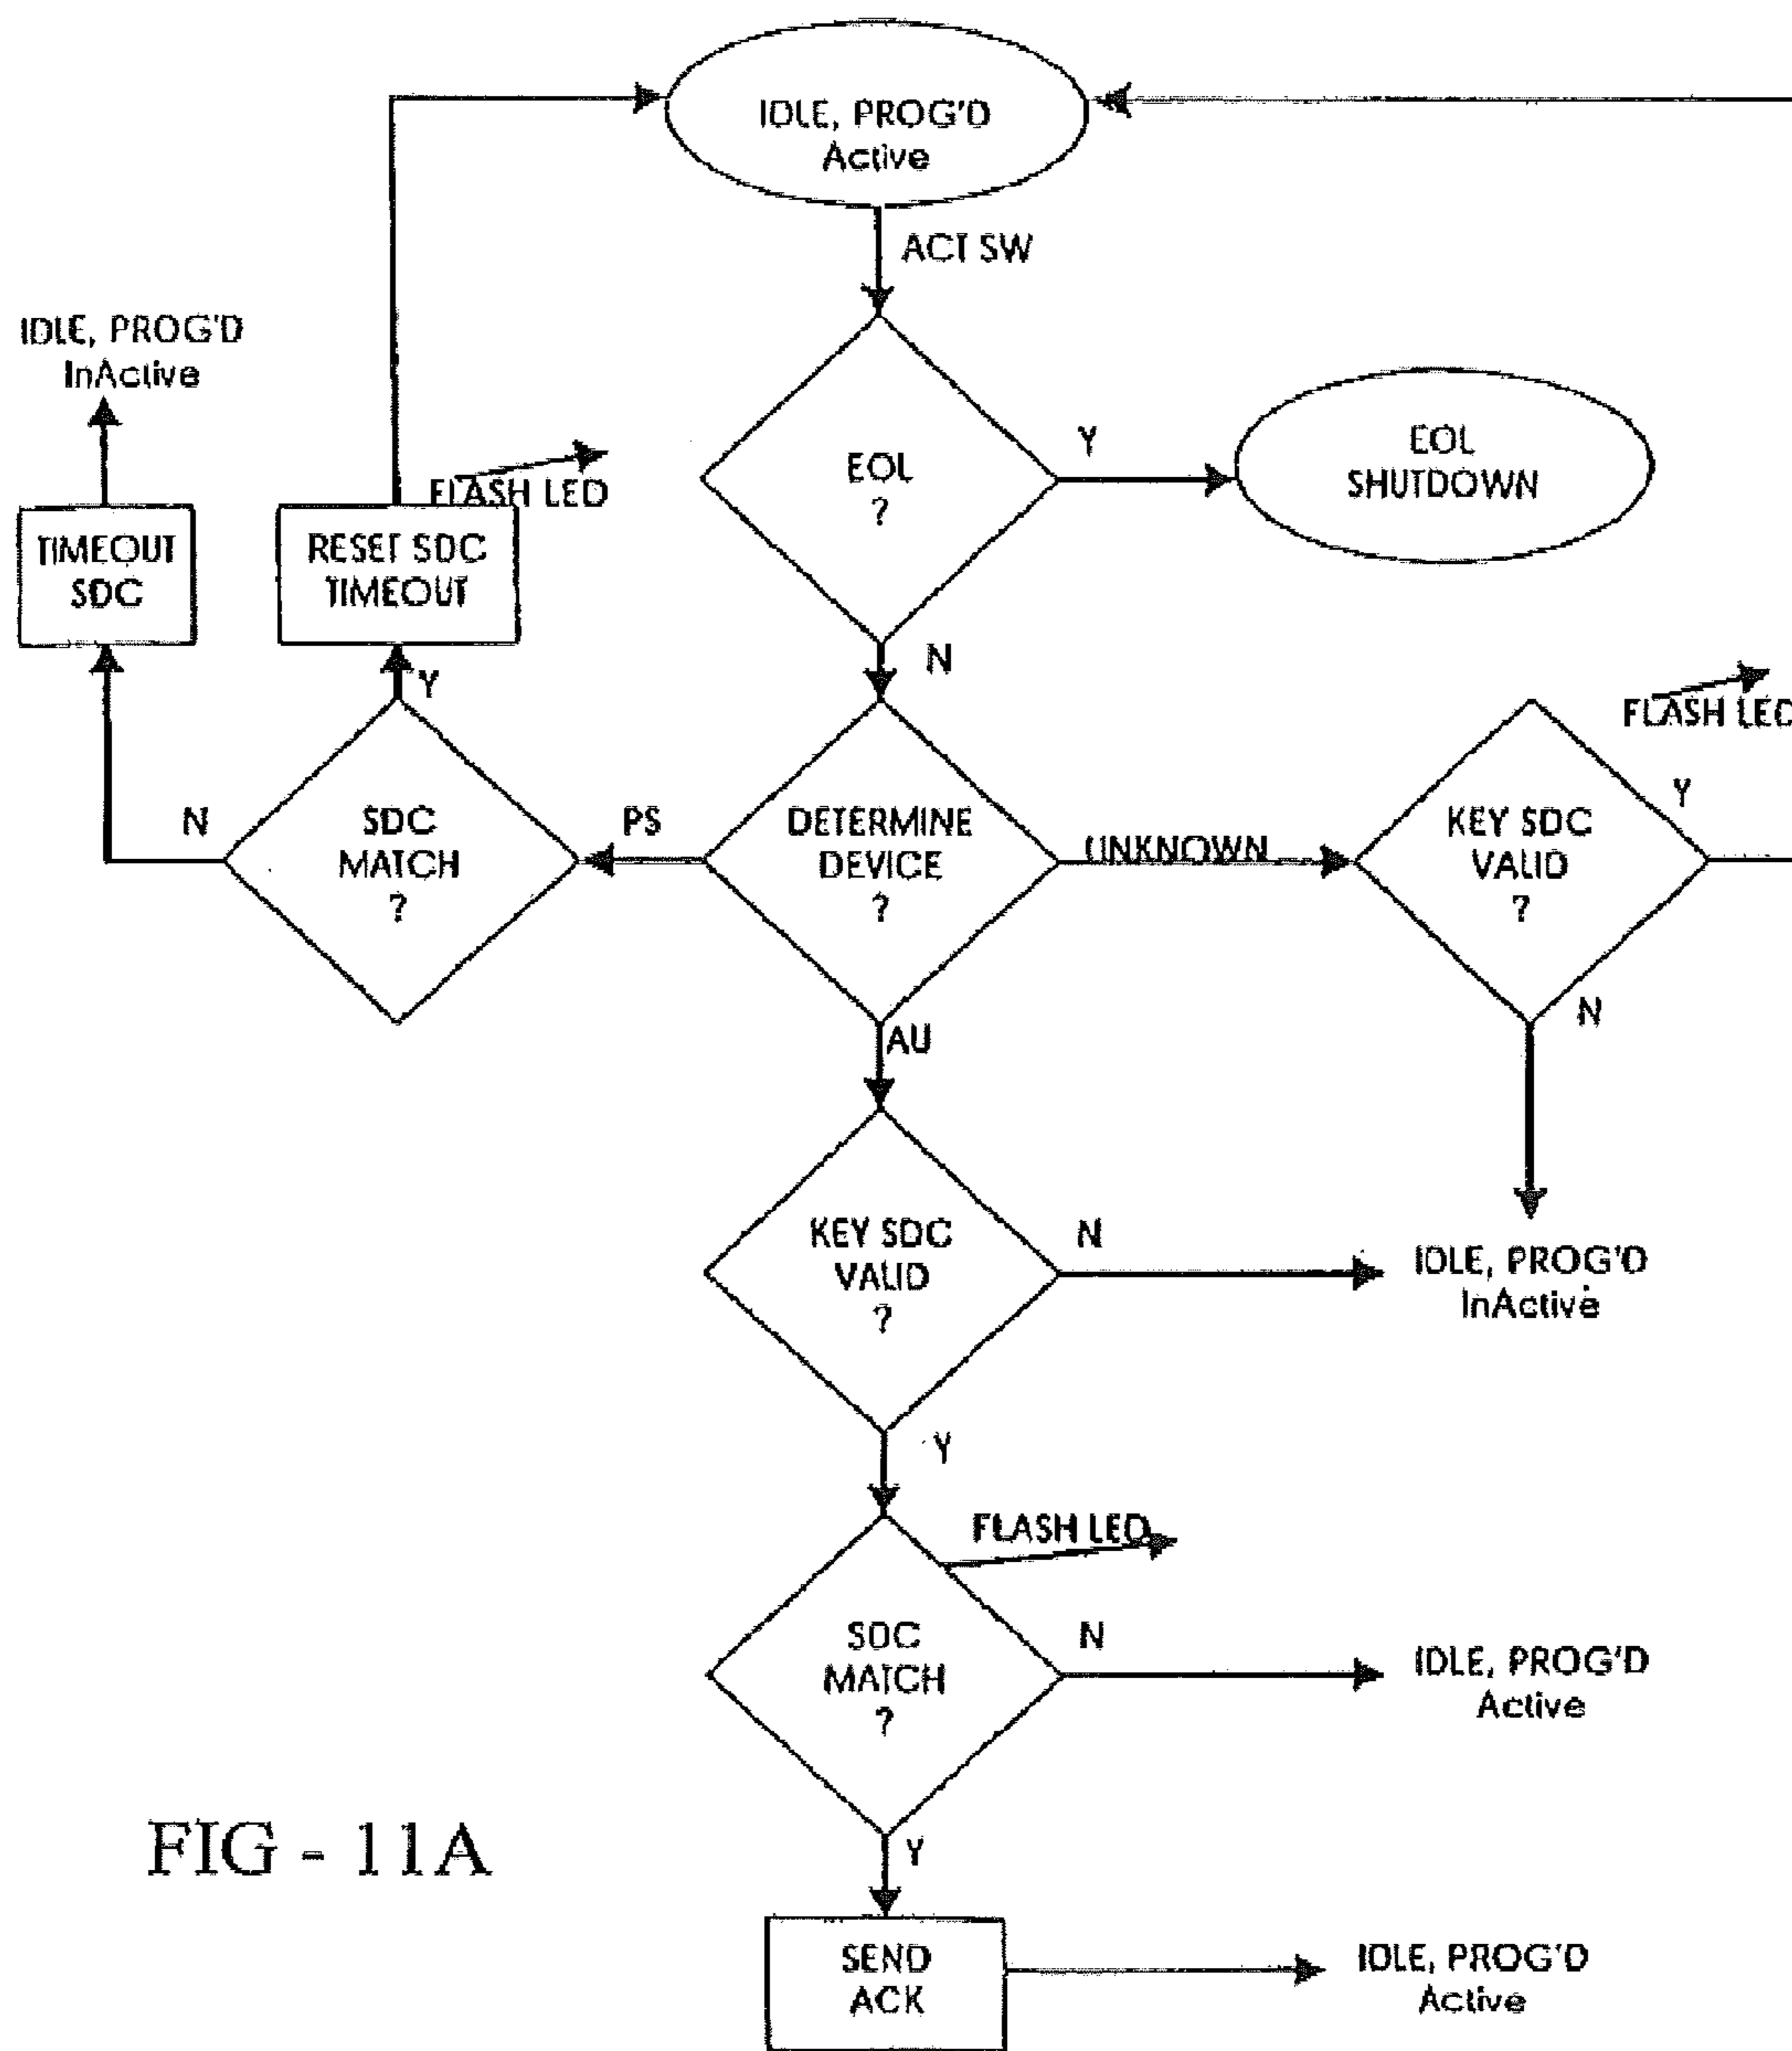 IDLE, PROG'D
Active
ACT SW
IDLE, PROG'D
InActive
EOL
?
Y
EOL
SHUTDOWN
FLASH LED
TIMEOUT
SDC
RESET SDC
TIMEOUT
N
Y
FLASH LED
N
SDC
MATCH
?
PS
DETERMINE
DEVICE
?
UNKNOWN
KEY SDC
VALID
?
Y
N
AU
KEY SDC
VALID
?
N
IDLE, PROG'D
InActive
Y
FLASH LED
SDC
MATCH
?
N
IDLE, PROG'D
Active
Y
FIG - 11A
SEND
ACK
IDLE, PROG'D
Active